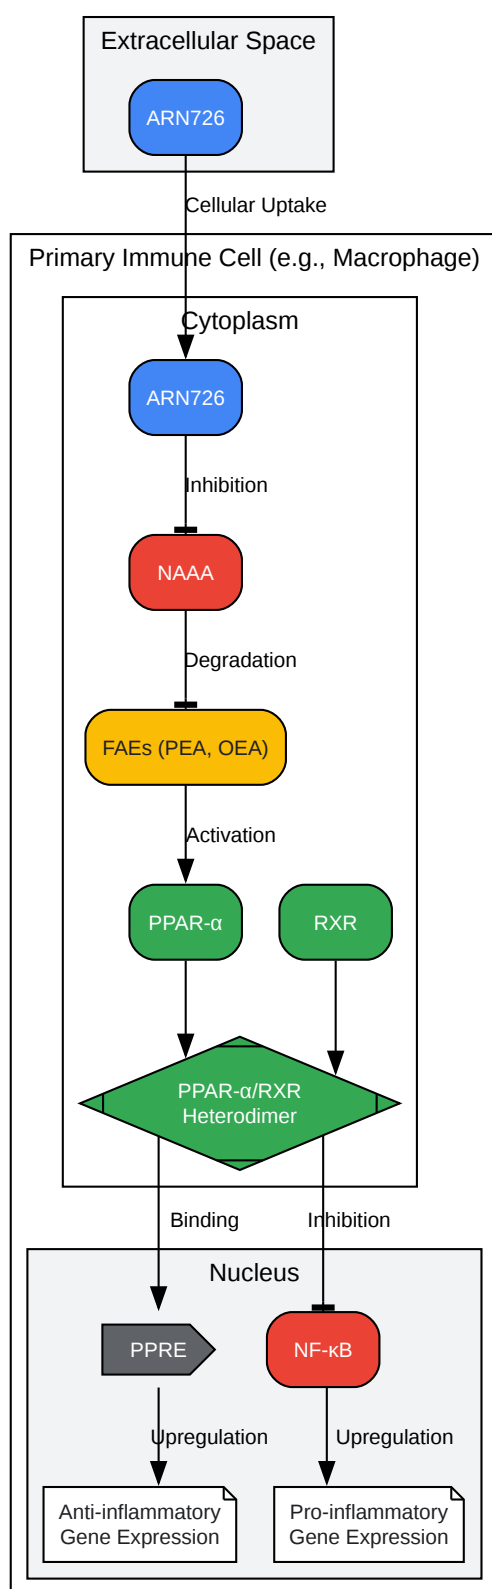 Extracellular Space
ARN726
Cellular Uptake
Primary Immune Cell (e.g., Macrophage)
Cytoplasm
ARN726
Inhibition
NAAA
Degradation
FAEs (PEA, OEA)
Activation
PPAR-α
RXR
PPAR-α/RXR
Heterodimer
Binding
Inhibition
Nucleus
PPRE
NF-κB
Upregulation
Upregulation
Anti-inflammatory
Gene Expression
Pro-inflammatory
Gene Expression